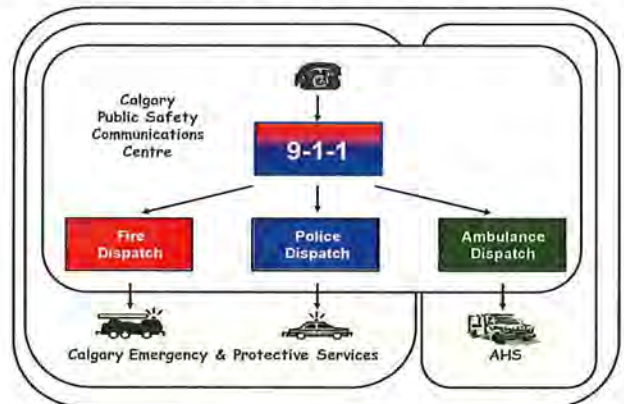 Calgary
Public Safety
Communications
Centre
9-1-1
Fire
Dispatch
Police
Dispatch
Ambulance
Dispatch
Calgary Emergency & Protective Services
AHS